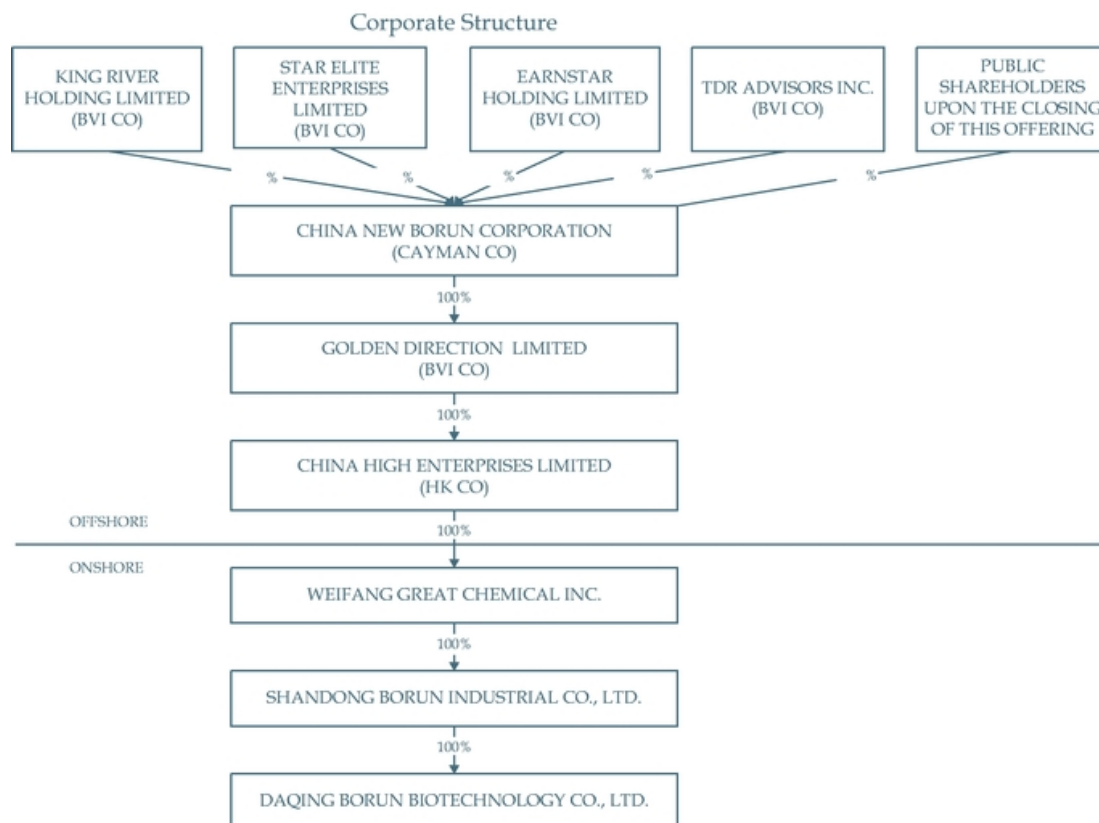 Corporate Structure
KING RIVER
HOLDING LIMITED
(BVI CO)
STAR ELITE
ENTERPRISES
LIMITED
(BVI CO)
EARNSTAR
HOLDING LIMITED
(BVI CO)
TDR ADVISORS INC.
(BVI CO)
PUBLIC
SHAREHOLDERS
UPON THE CLOSING
OF THIS OFFERING
%
%
%
%
%
CHINA NEW BORUN CORPORATION
(CAYMAN CO)
100%
GOLDEN DIRECTION LIMITED
(BVI CO)
100%
CHINA HIGH ENTERPRISES LIMITED
(HK CO)
OFFSHORE
100%
ONSHORE
WEIFANG GREAT CHEMICAL INC.
100%
SHANDONG BORUN INDUSTRIAL CO., LTD.
100%
DAQING BORUN BIOTECHNOLOGY CO., LTD.